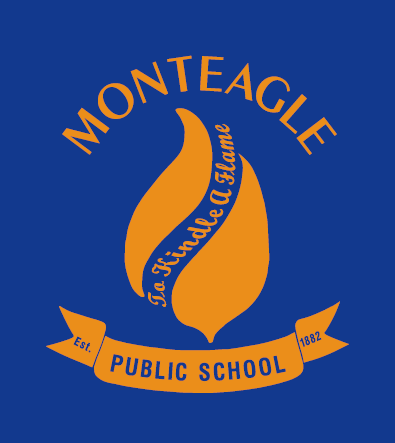 MONTEAGLE
To Kindle A Flame
Est.
PUBLIC SCHOOL
1882